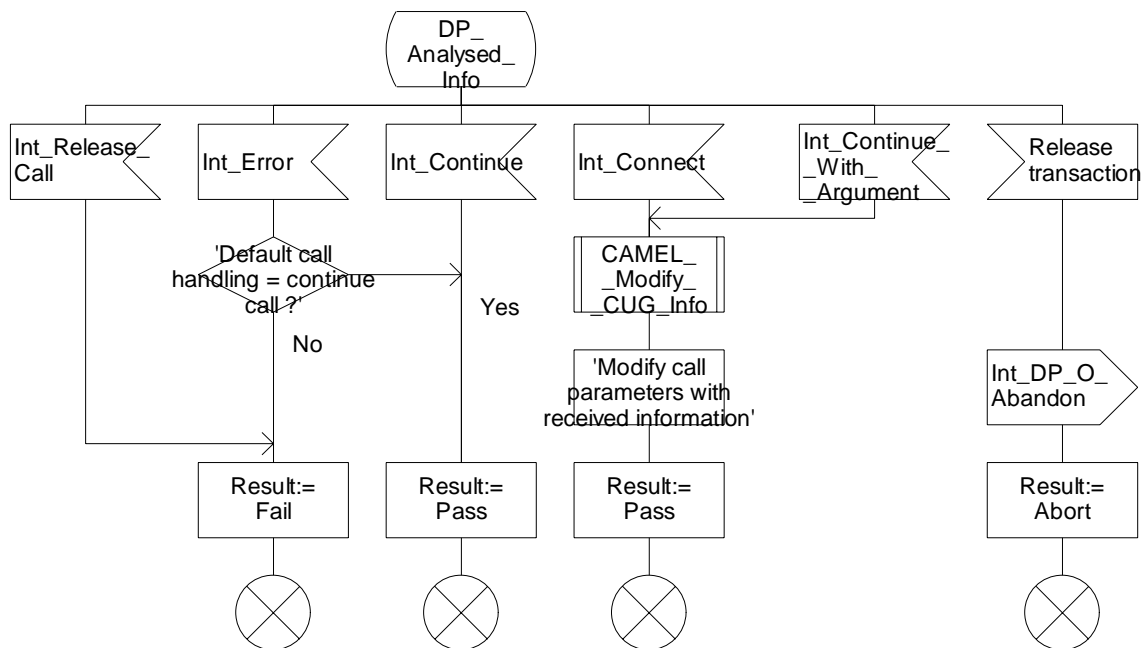 DP_
Analysed_
Info
Int_Release_
Call
Int_Error
Int_Continue
Int_Connect
Int_Continue_
_With_
_Argument
Release
transaction
'Default call
handling = continue
call ?'
Yes
No
CAMEL_
_Modify_
_CUG_Info
'Modify call
parameters with
received information'
Int_DP_O_
Abandon
Result:=
Fail
Result:=
Pass
Result:=
Pass
Result:=
Abort